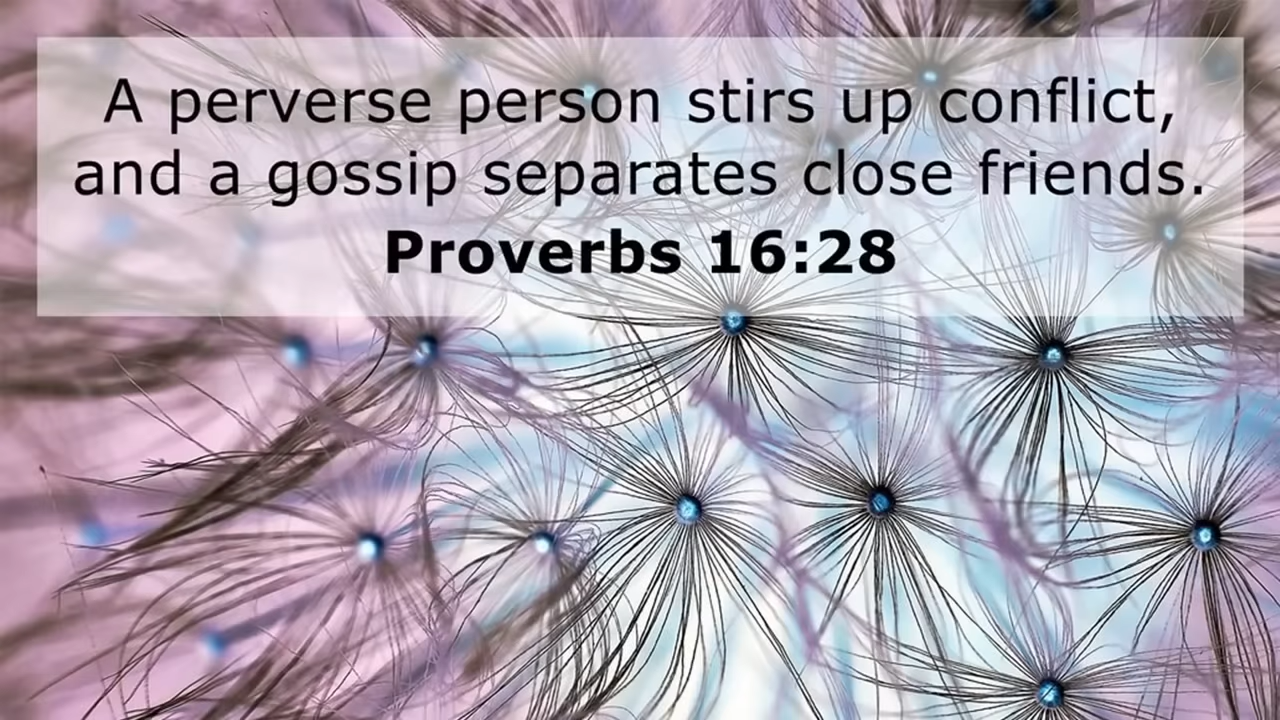 A perverse person stirs up conflict,
and a gossip separates close friends.
Proverbs 16:28